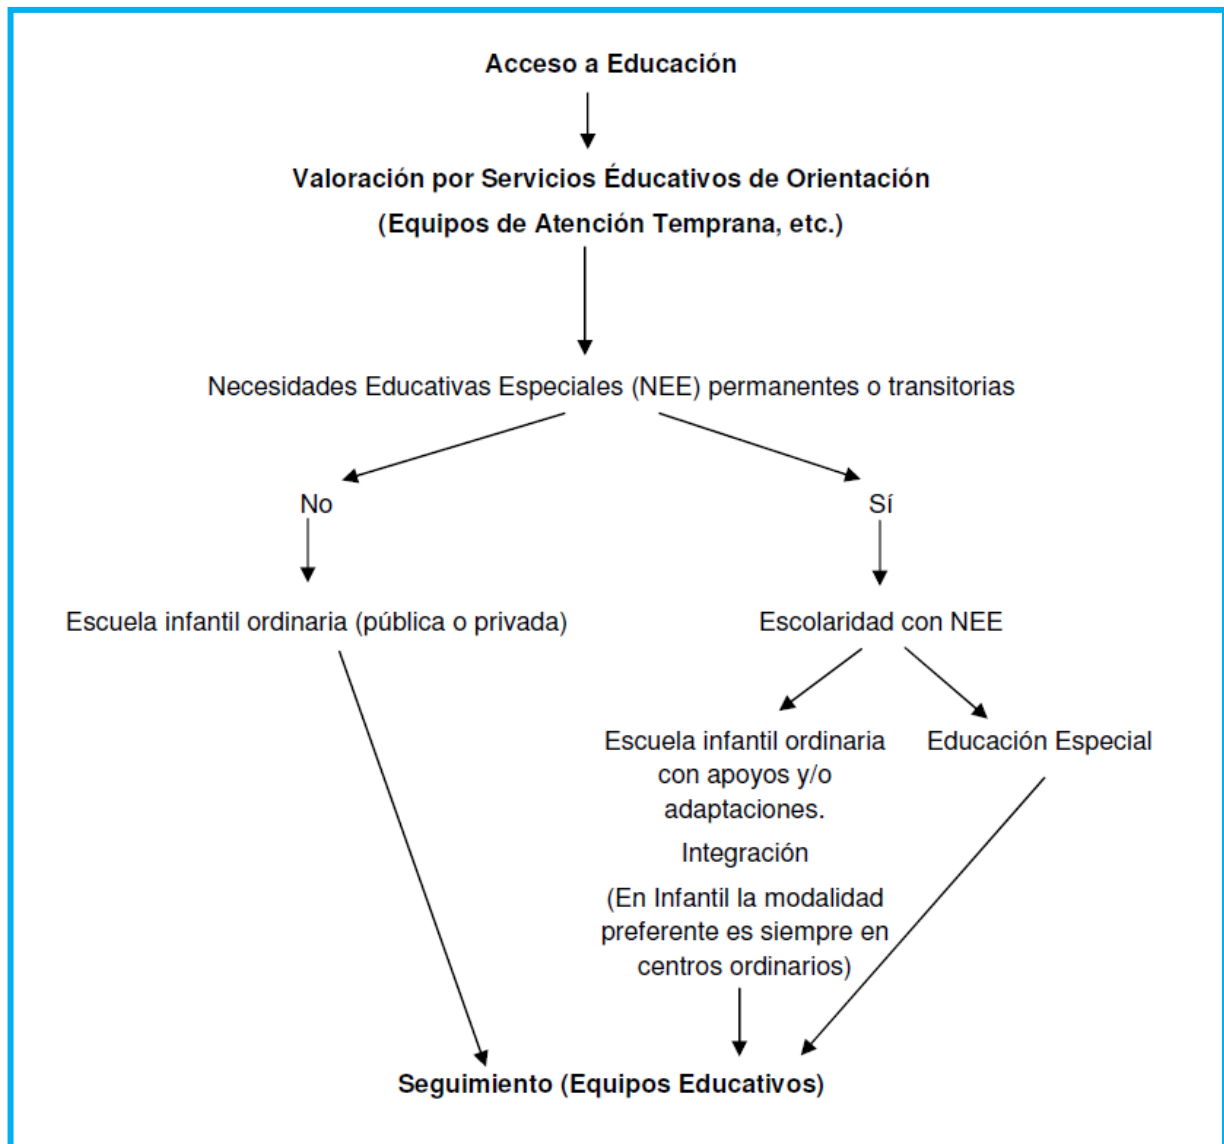 Acceso a Educación
Valoración por Servicios Éducativos de Orientación
(Equipos de Atención Temprana, etc.)
Necesidades Educativas Especiales (NEE) permanentes o transitorias
No
Sí
Escuela infantil ordinaria (pública o privada)
Escolaridad con NEE
Escuela infantil ordinaria
con apoyos y/o
adaptaciones.
Integración
(En Infantil la modalidad
preferente es siempre en
centros ordinarios)
Educación Especial
Seguimiento (Equipos Educativos)